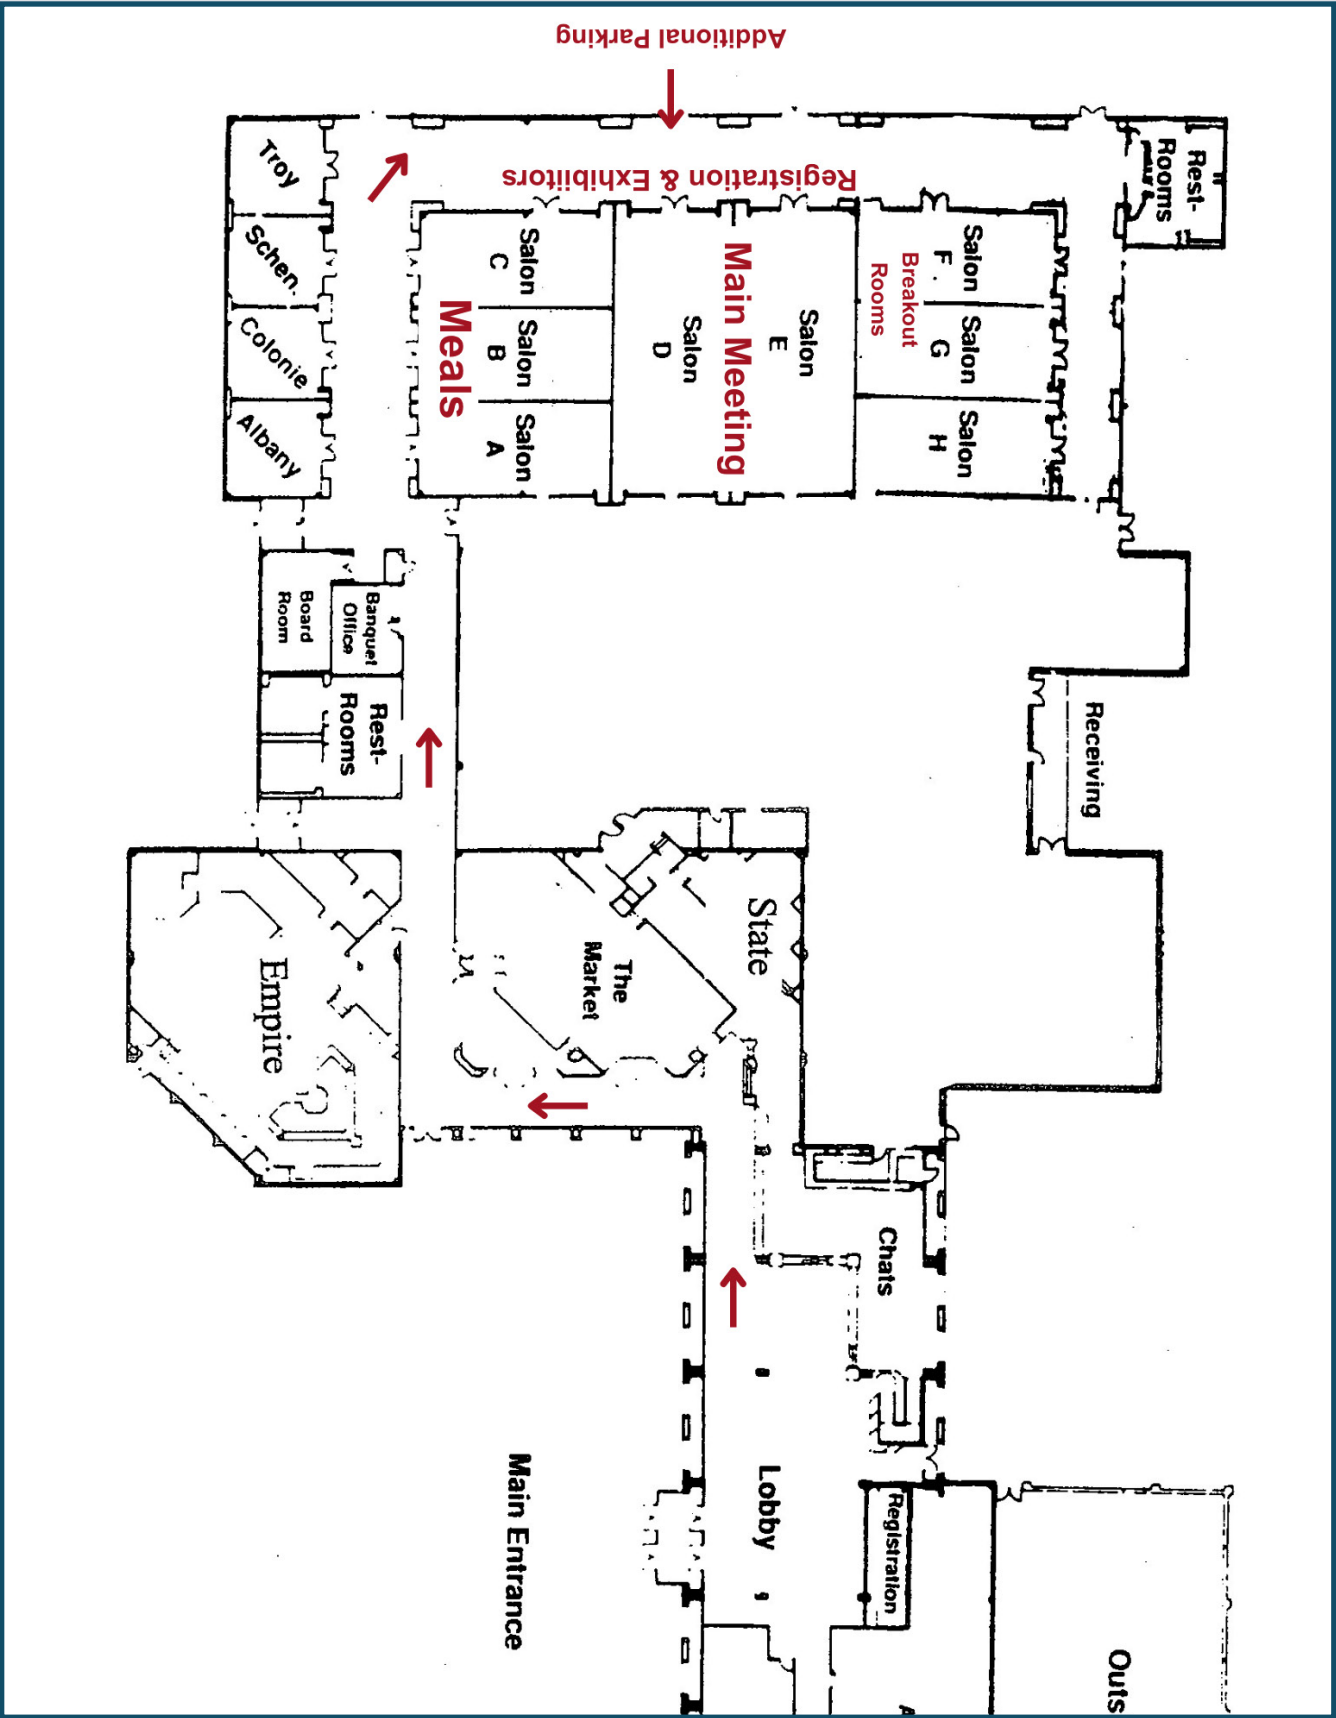 Additional Parking
Registration & Exhibiitors
Troy
Schen.
Colonie
Albany
Rest-
Rooms
Salon
C
Salon
B
Salon
A
Meals
Main Meeting
Salon
D
Salon
E
Breakout
Rooms
Salon
F.
Salon
G
Salon
H
Board
Room
Banquet
Office
Rest-
Rooms
Receiving
Empire
The
Market
State
Chats
Lobby
Registration
Main Entrance
Outs